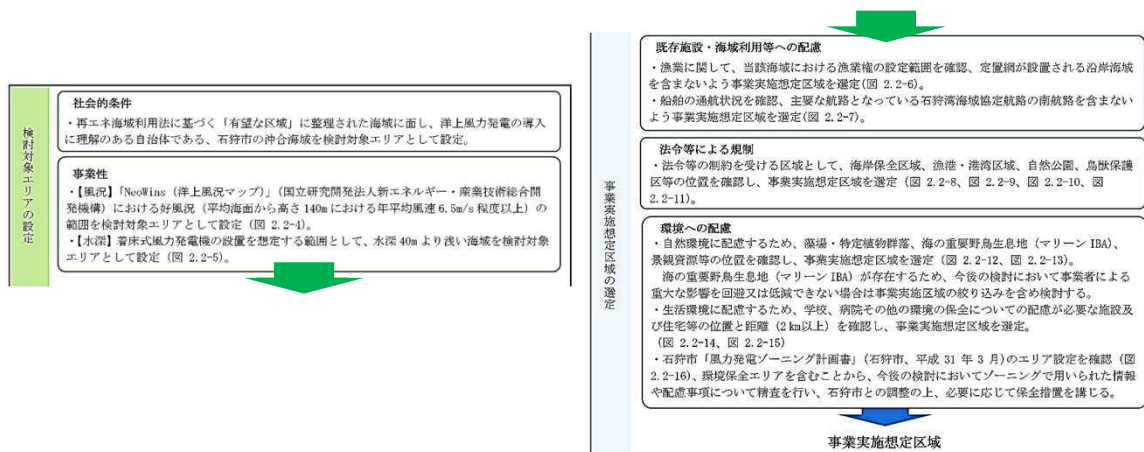 検討対象エリアの設定
社会的条件
・再エネ海域利用法に基づく「有望な区域」に整理された海域に面し、洋上風力発電の導入
に理解のある自治体である、石狩市の沖合海域を検討対象エリアとして設定。
事業性
・【風況】「NeoWins（洋上風況マップ）」（国立研究開発法人新エネルギー・産業技術総合開
発機構）における好風況（平均海面から高さ 140m における年平均風速 6.5m/s 程度以上）の
範囲を検討対象エリアとして設定（図 2.2-4）。
・【水深】着床式風力発電機の設置を想定する範囲として、水深 40m より浅い海域を検討対象
エリアとして設定（図 2.2-5）。
事業実施想定区域の選定
既存施設・海域利用等への配慮
・漁業に関して、当該海域における漁業権の設定範囲を確認、定置網が設置される沿岸海域
を含まないよう事業実施想定区域を選定(図 2.2-6)。
・船舶の通航状況を確認、主要な航路となっている石狩湾海域協定航路の南航路を含まない
よう事業実施想定区域を選定(図 2.2-7)。
法令等による規制
・法令等の制約を受ける区域として、海岸保全区域、漁港・港湾区域、自然公園、鳥獣保護
区等の位置を確認し、事業実施想定区域を選定（図 2.2-8、図 2.2-9、図 2.2-10、図
2.2-11）。
環境への配慮
・自然環境に配慮するため、藻場・特定植物群落、海の重要野鳥生息地（マリーン IBA）、
景観資源等の位置を確認し、事業実施想定区域を選定（図 2.2-12、図 2.2-13）。
海の重要野鳥生息地（マリーン IBA）が存在するため、今後の検討において事業者による
重大な影響を回避又は低減できない場合は事業実施区域の絞り込みを含め検討する。
・生活環境に配慮するため、学校、病院その他の環境の保全についての配慮が必要な施設及
び住宅等の位置と距離（2 km以上）を確認し、事業実施想定区域を選定。
（図 2.2-14、図 2.2-15）
・石狩市「風力発電ゾーニング計画書」（石狩市、平成 31 年 3 月)のエリア設定を確認（図
2.2-16)、環境保全エリアを含むことから、今後の検討においてゾーニングで用いられた情報
や配慮事項について精査を行い、石狩市との調整の上、必要に応じて保全措置を講じる。
事業実施想定区域